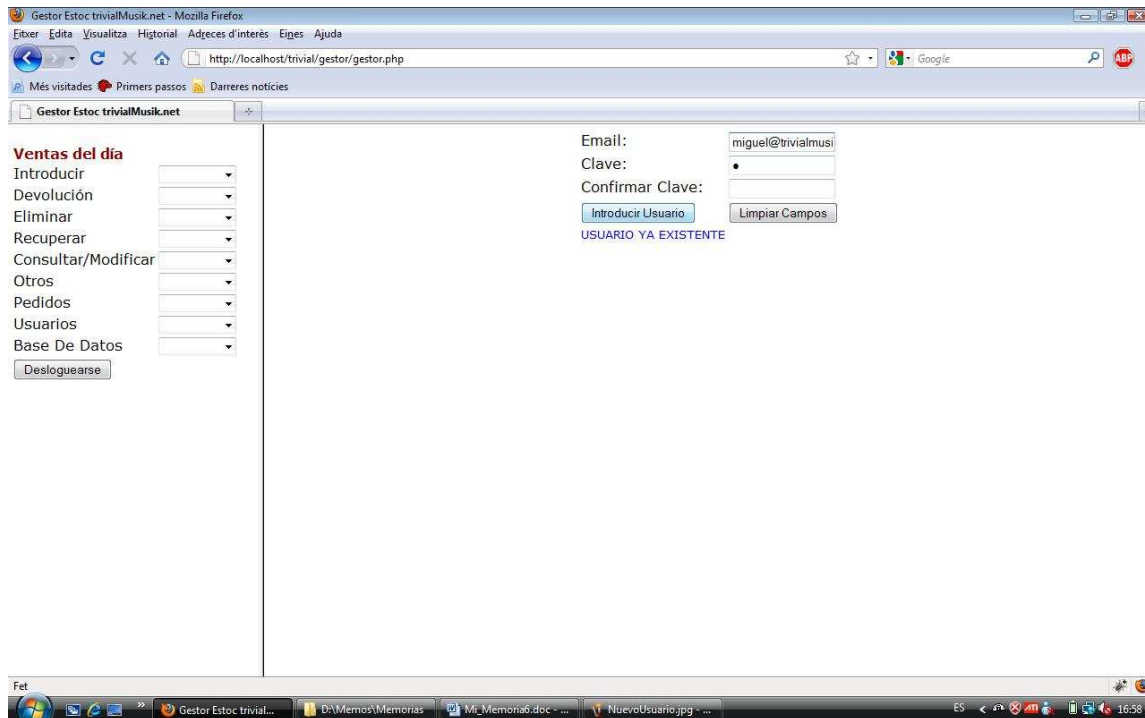 Gestor Estoc trivialMusik.net - Mozilla Firefox
Fitxer Edita Visualitza Historial Adreces d'interès Eines Ajuda
http://localhost/trivial/gestor/gestor.php
Google
ABP
Més visitades Primers passos Darreres notícies
Gestor Estoc trivialMusik.net
Ventas del día
Introducir
Devolución
Eliminar
Recuperar
Consultar/Modificar
Otros
Pedidos
Usuarios
Base De Datos
Desloguearse
Email: miguel@trivialmusi
Clave:
Confirmar Clave:
Introducir Usuario Limpiar Campos
USUARIO YA EXISTENTE
Fet
Gestor Estoc trivial... D:\Memos\Memorias Mi_Memoria6.doc - ... NuevoUsuario.jpg - ... ES 16:58